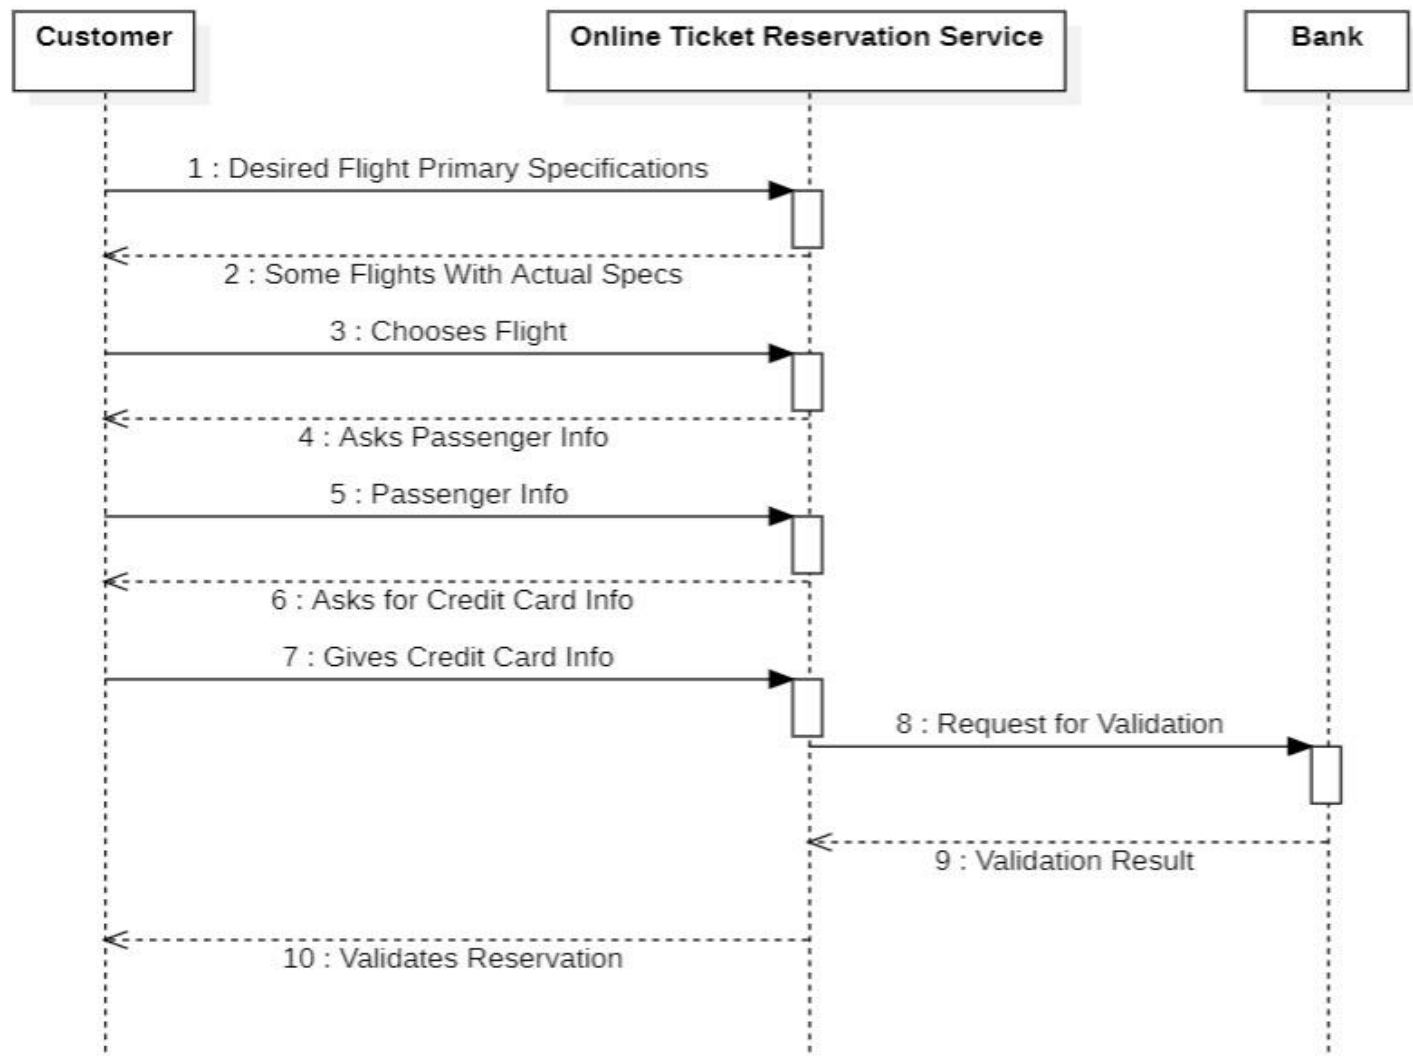 Customer
Online Ticket Reservation Service
Bank
1 : Desired Flight Primary Specifications
2 : Some Flights With Actual Specs
3 : Chooses Flight
4 : Asks Passenger Info
5 : Passenger Info
6 : Asks for Credit Card Info
7 : Gives Credit Card Info
8 : Request for Validation
9 : Validation Result
10 : Validates Reservation